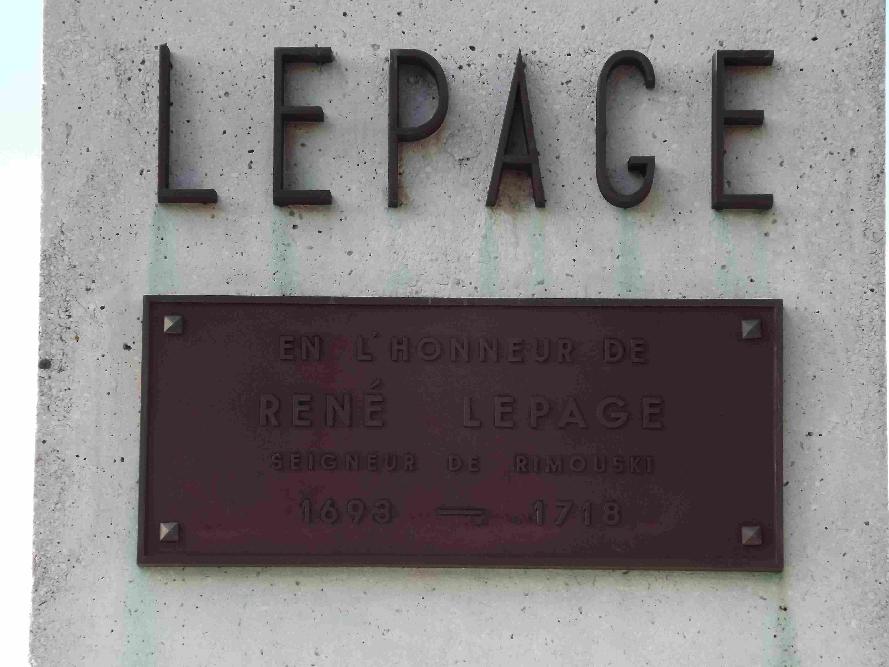 LEPAGE
EN L'HONNEUR DE
RENÉ LEPAGE
SEIGNEUR DE RIMOUSKI
1693 — 1718